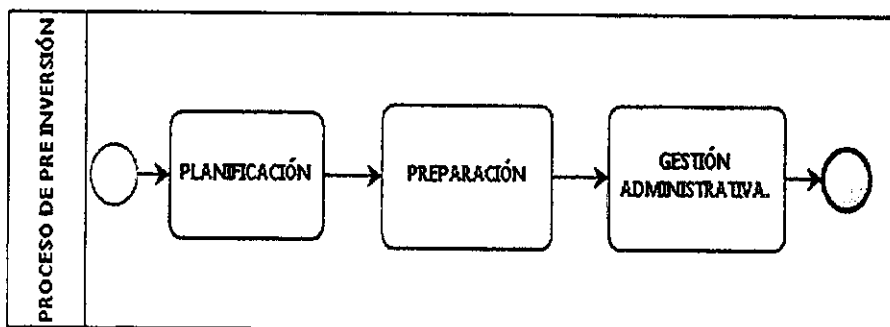 PROCESO DE PRE INVERSIÓN
PLANIFICACIÓN
PREPARACIÓN
GESTIÓN
ADMINISTRATIVA.